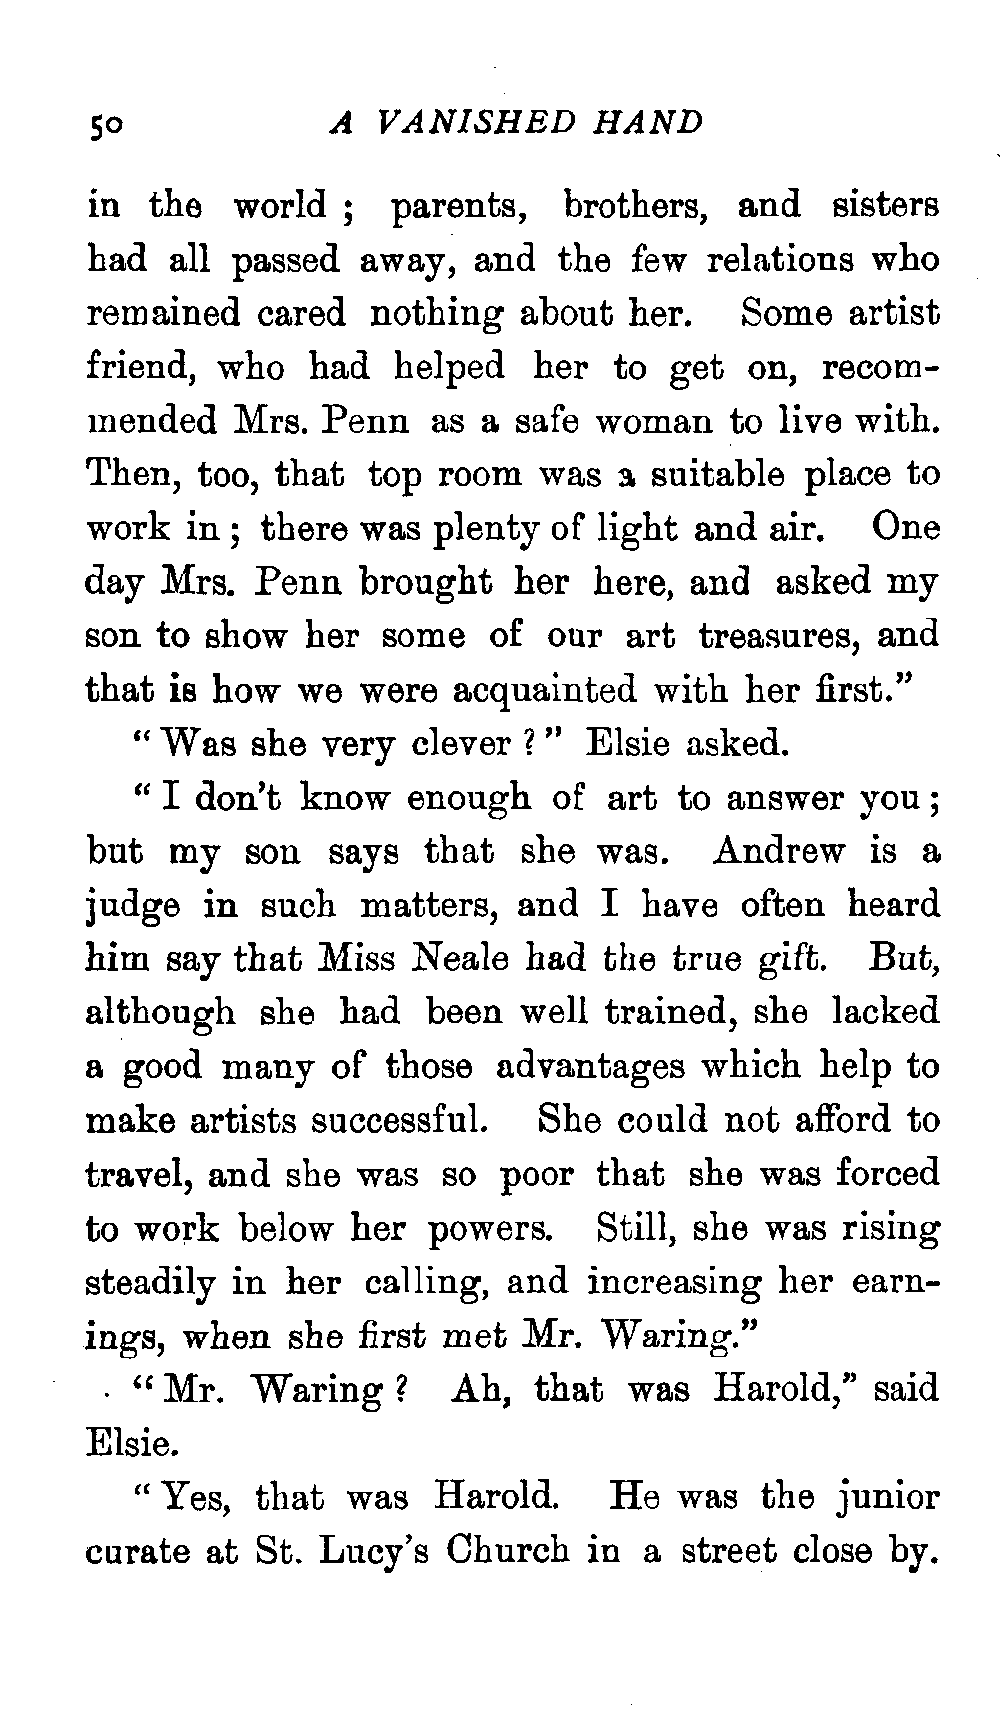 50 A VANISHED HAND
in the world ; parents, brothers, and sisters
had all passed away, and the few relations who
remained cared nothing about her. Some artist
friend, who had helped her to get on, recom-
mended Mrs. Penn as a safe woman to live with.
Then, too, that top room was a suitable place to
work in ; there was plenty of light and air. One
day Mrs. Penn brought her here, and asked my
son to show her some of our art treasures, and
that is how we were acquainted with her first."
" Was she very clever ? " Elsie asked.
" I don't know enough of art to answer you ;
but my son says that she was. Andrew is a
judge in such matters, and I have often heard
him say that Miss Neale had the true gift. But,
although she had been well trained, she lacked
a good many of those advantages which help to
make artists successful. She could not afford to
travel, and she was so poor that she was forced
to work below her powers. Still, she was rising
steadily in her calling, and increasing her earn-
ings, when she first met Mr. Waring."
" Mr. Waring ? Ah, that was Harold," said
Elsie.
" Yes, that was Harold. He was the junior
curate at St. Lucy's Church in a street close by.